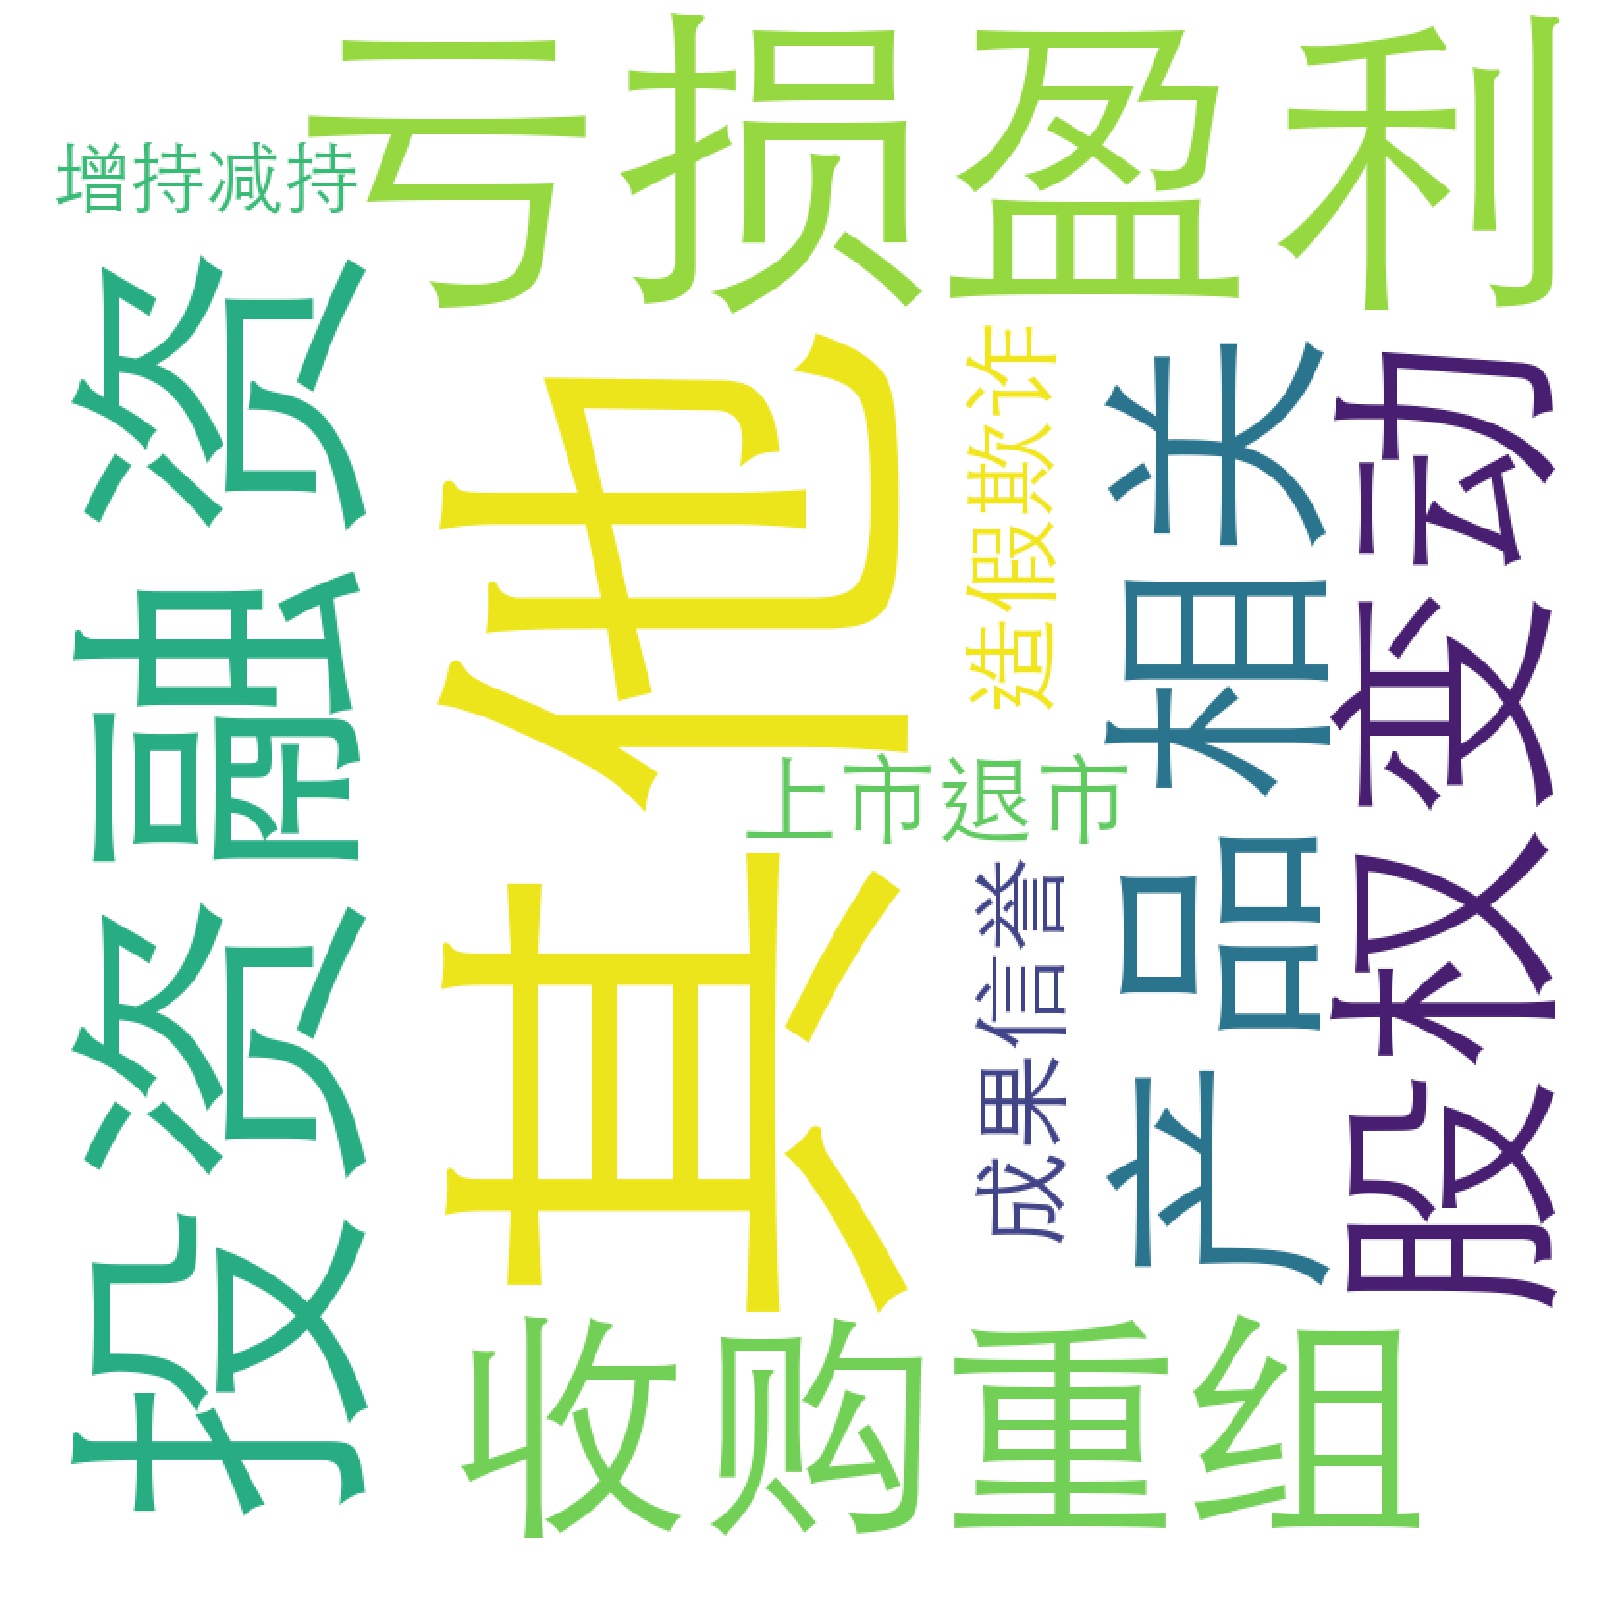 亏损盈利
增持减持
投资融资
其他
造假欺诈
产品相关
股权变动
上市退市
成果信誉
收购重组